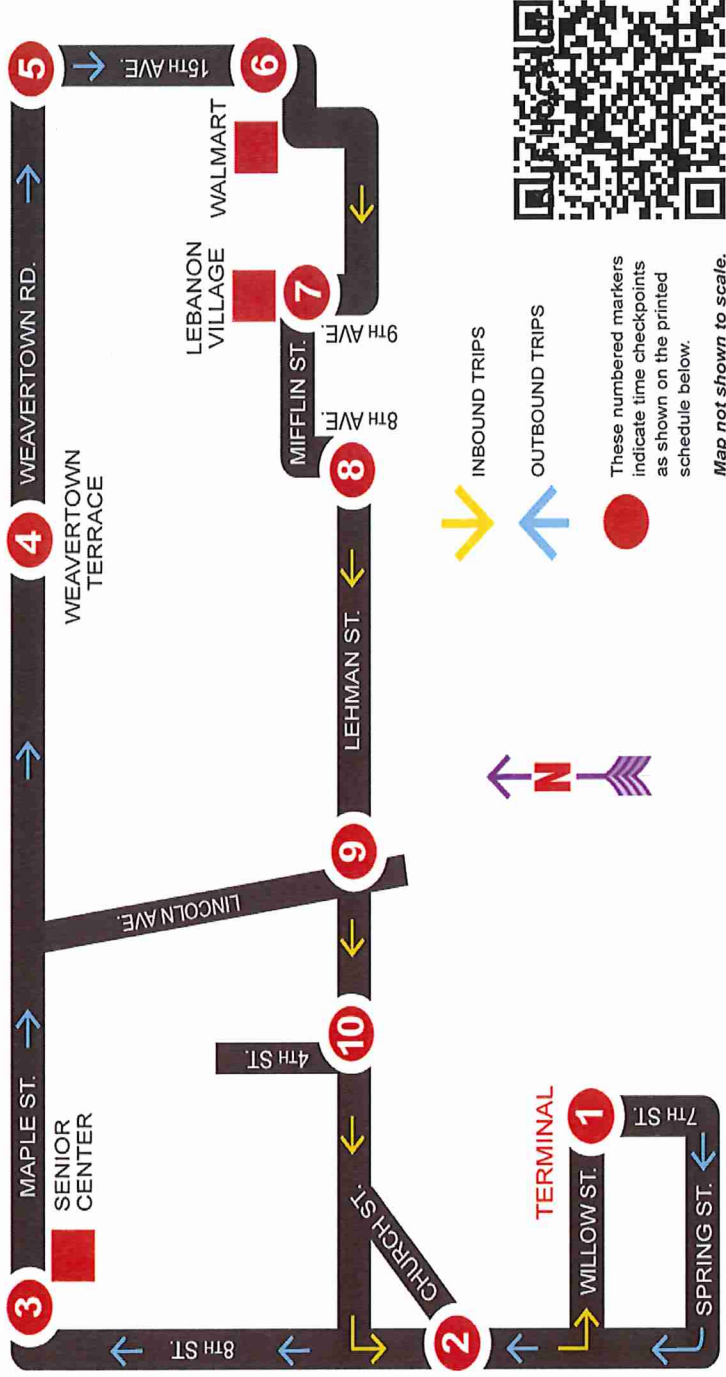 3
MAPLE ST.
SENIOR
CENTER
4
WEAVERTOWN
TERRACE
WEAVERTOWN RD.
5
15TH AVE.
6
WALMART
LEBANON
VILLAGE
7
9TH AVE.
MIFFLIN ST.
8TH AVE.
8
LEHMAN ST.
LINCOLN AVE.
9
10
4TH ST.
8TH ST.
CHURCH ST.
2
TERMINAL
WILLOW ST.
1
7TH ST.
SPRING ST.
N
INBOUND TRIPS
OUTBOUND TRIPS
These numbered markers
indicate time checkpoints
as shown on the printed
schedule below.
Map not shown to scale.
Bus Locator